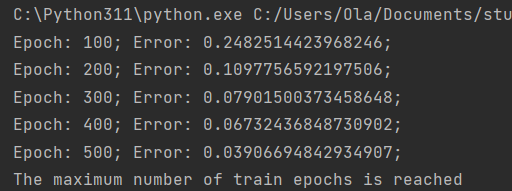 C:\Python311\python.exe C:/Users/Ola/Documents/stu
Epoch: 100; Error: 0.2482514423968246;
Epoch: 200; Error: 0.1097756592197506;
Epoch: 300; Error: 0.07901500373458648;
Epoch: 400; Error: 0.06732436848730902;
Epoch: 500; Error: 0.03906694842934907;
The maximum number of train epochs is reached